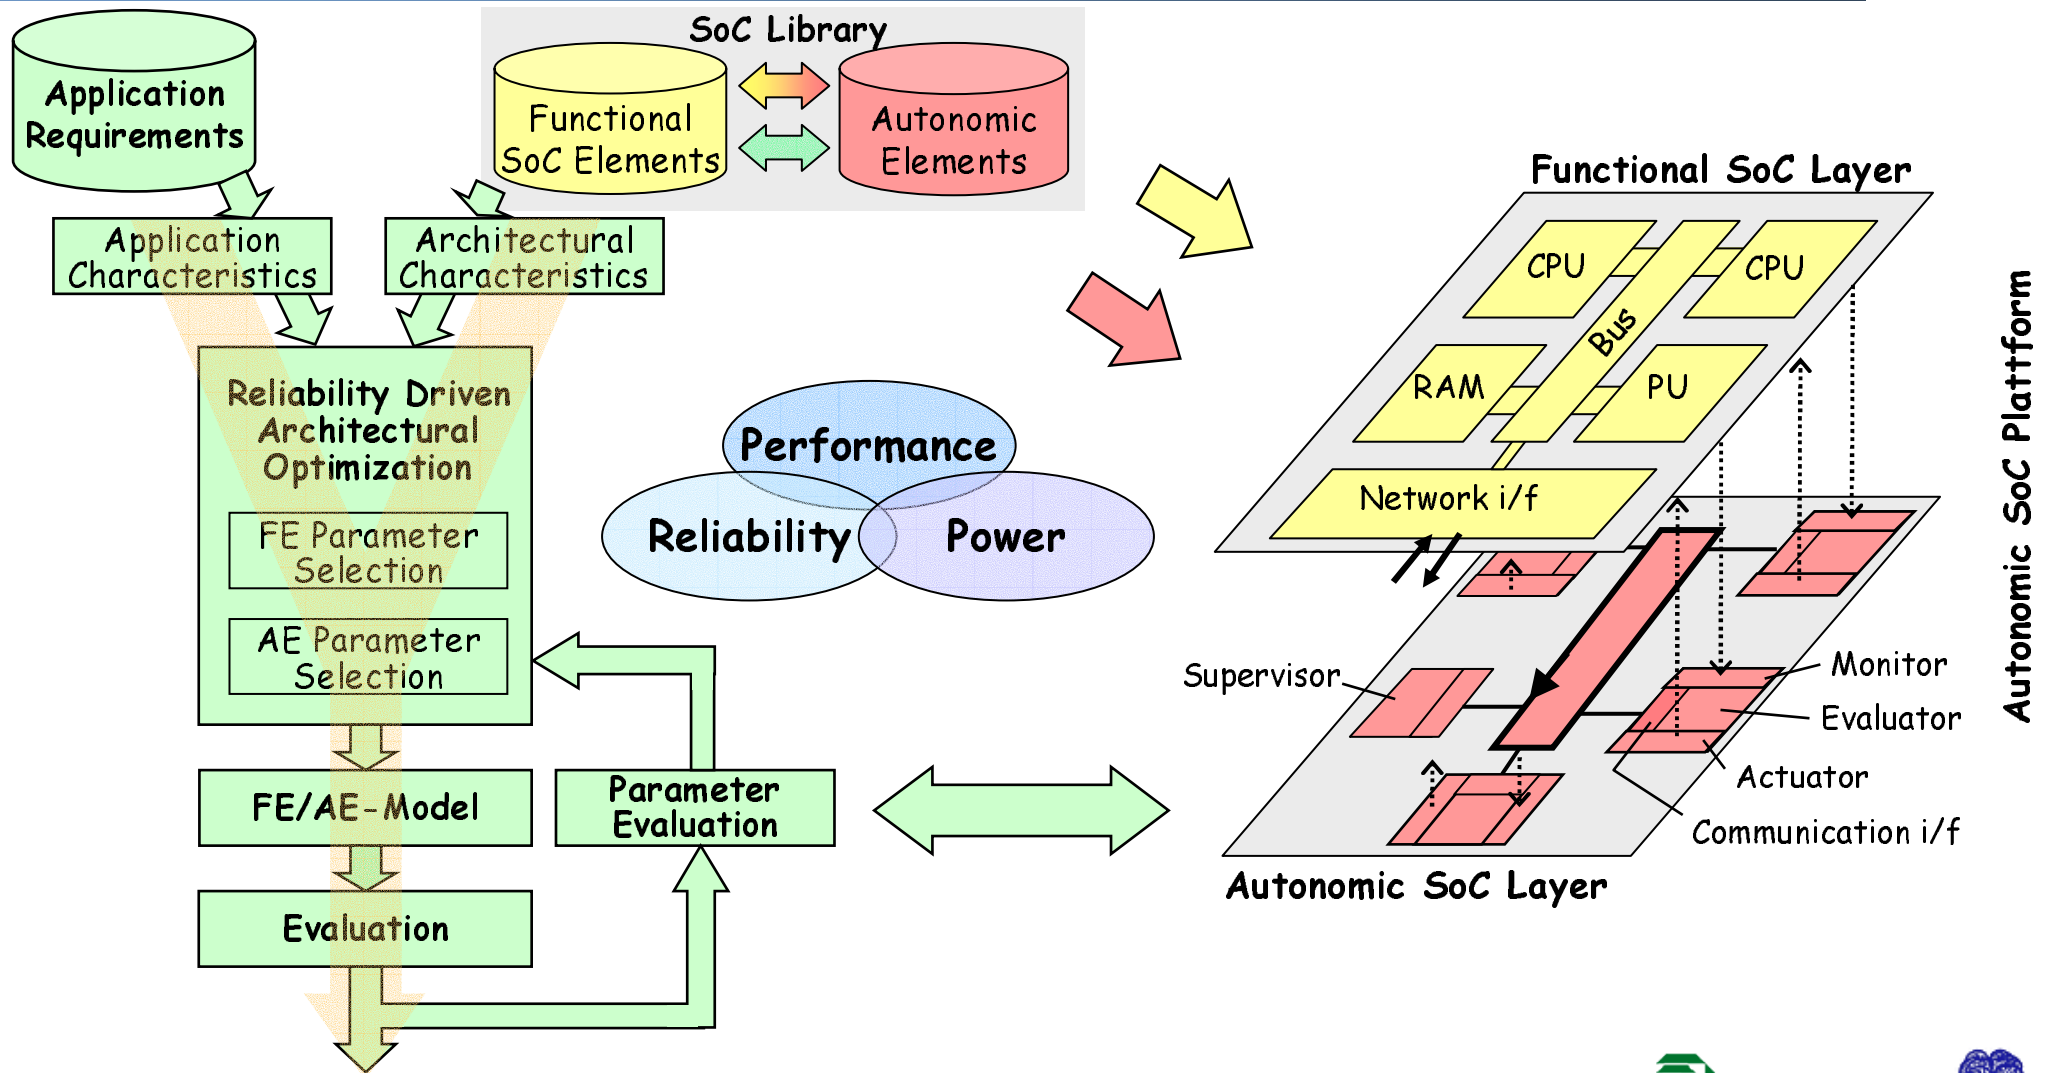 SoC Library
Application
Requirements
Functional
SoC Elements
Autonomic
Elements
Application
Characteristics
Architectural
Characteristics
Reliability Driven
Architectural
Optimization
FE Parameter
Selection
AE Parameter
Selection
FE/AE-Model
Evaluation
Parameter
Evaluation
Performance
Reliability
Power
Functional SoC Layer
CPU
CPU
Bus
RAM
PU
Network i/f
Supervisor
Monitor
Evaluator
Actuator
Communication i/f
Autonomic SoC Layer
Autonomic SoC Plattform